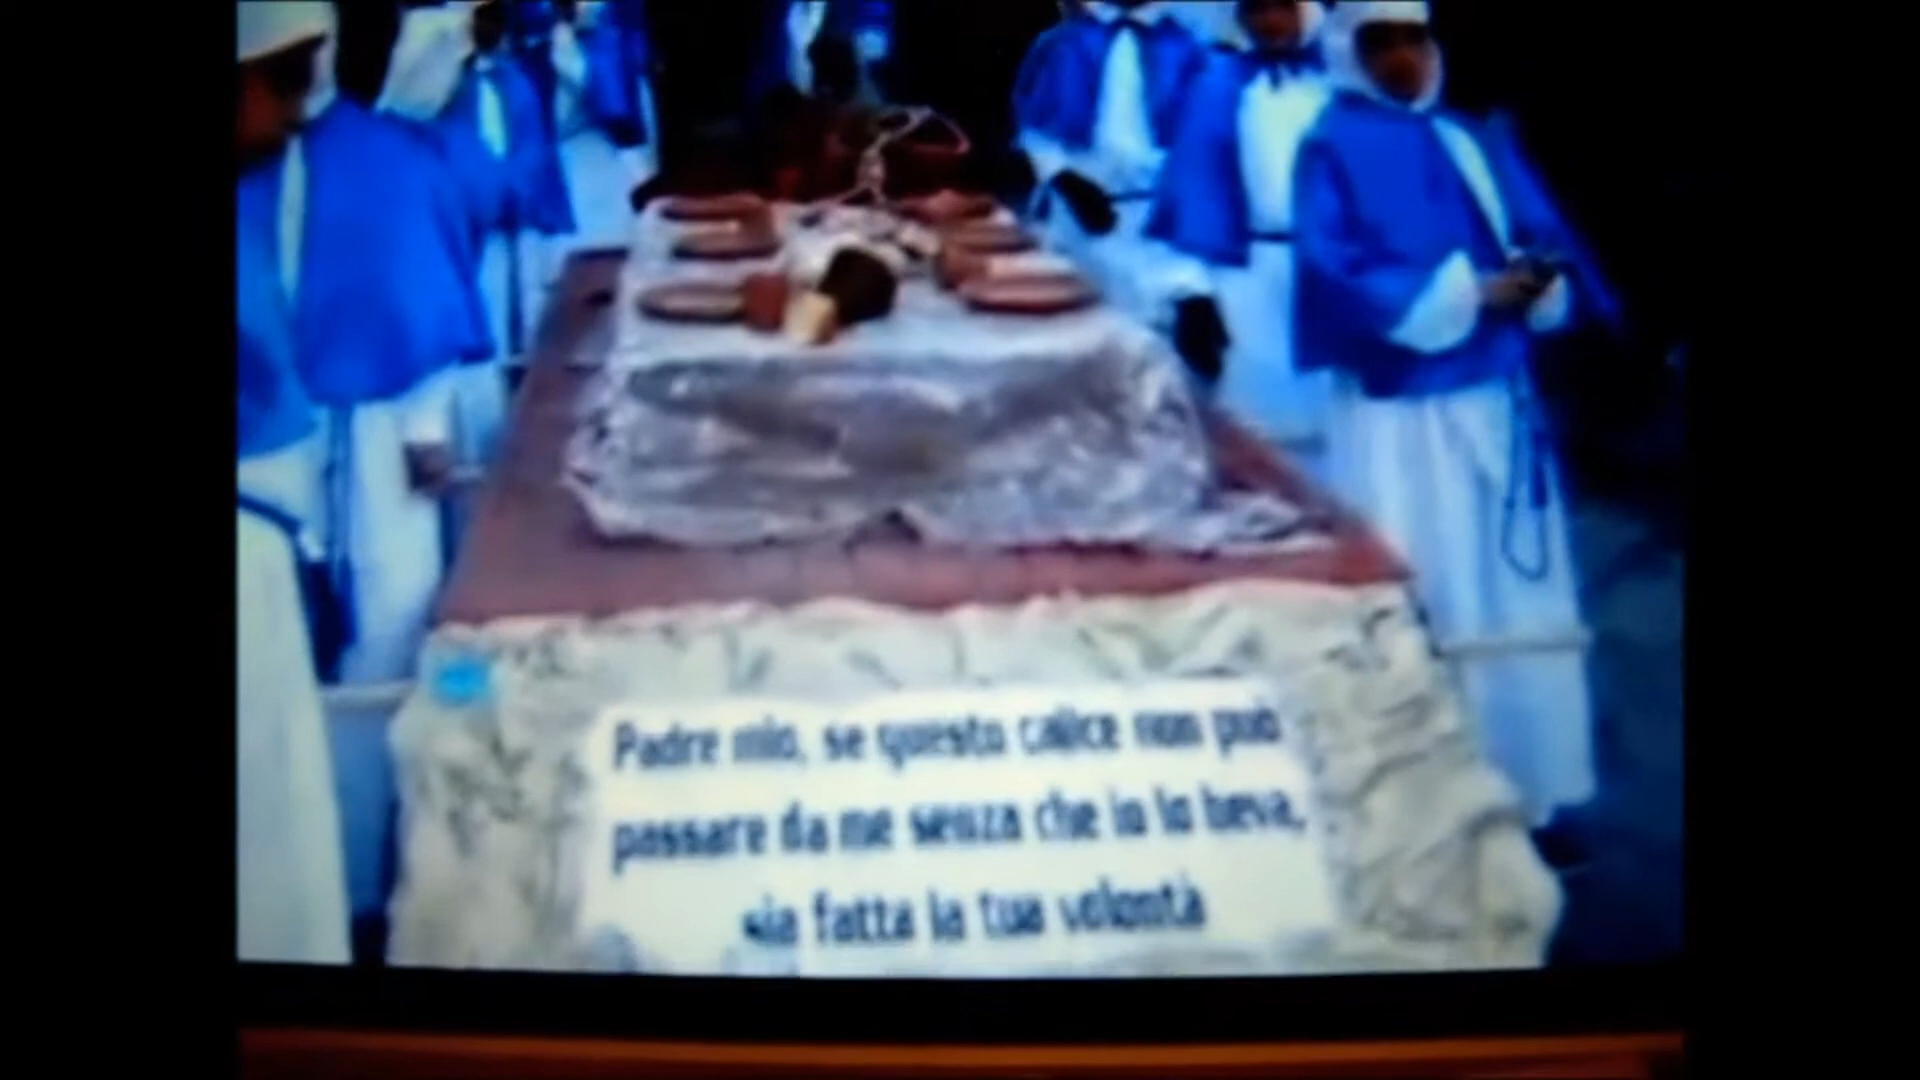 Padre mio, se questo calice non può
passare da me senza che io lo beva,
sia fatta la tua volontà